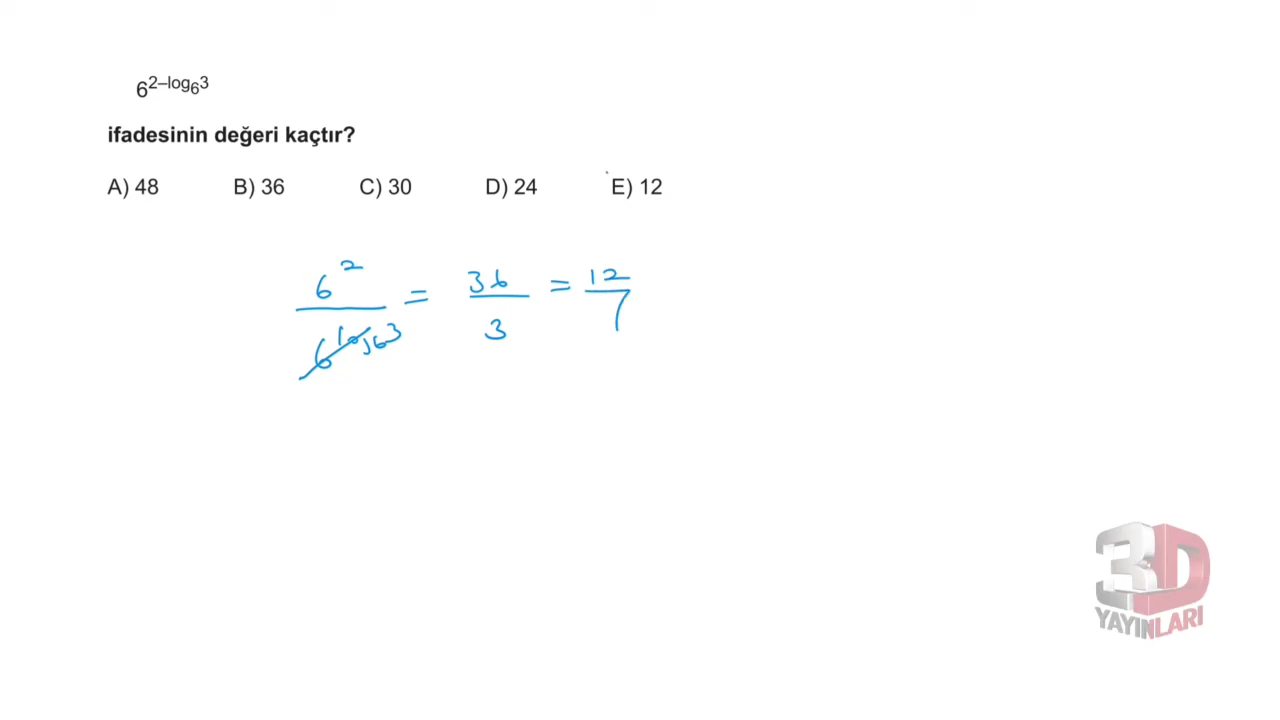 6^2–log₆3
ifadesinin değeri kaçtır?
A) 48 B) 36 C) 30 D) 24 E) 12
6² / 6^log₆3 = 36 / 3 = 12
3D
YAYINLARI